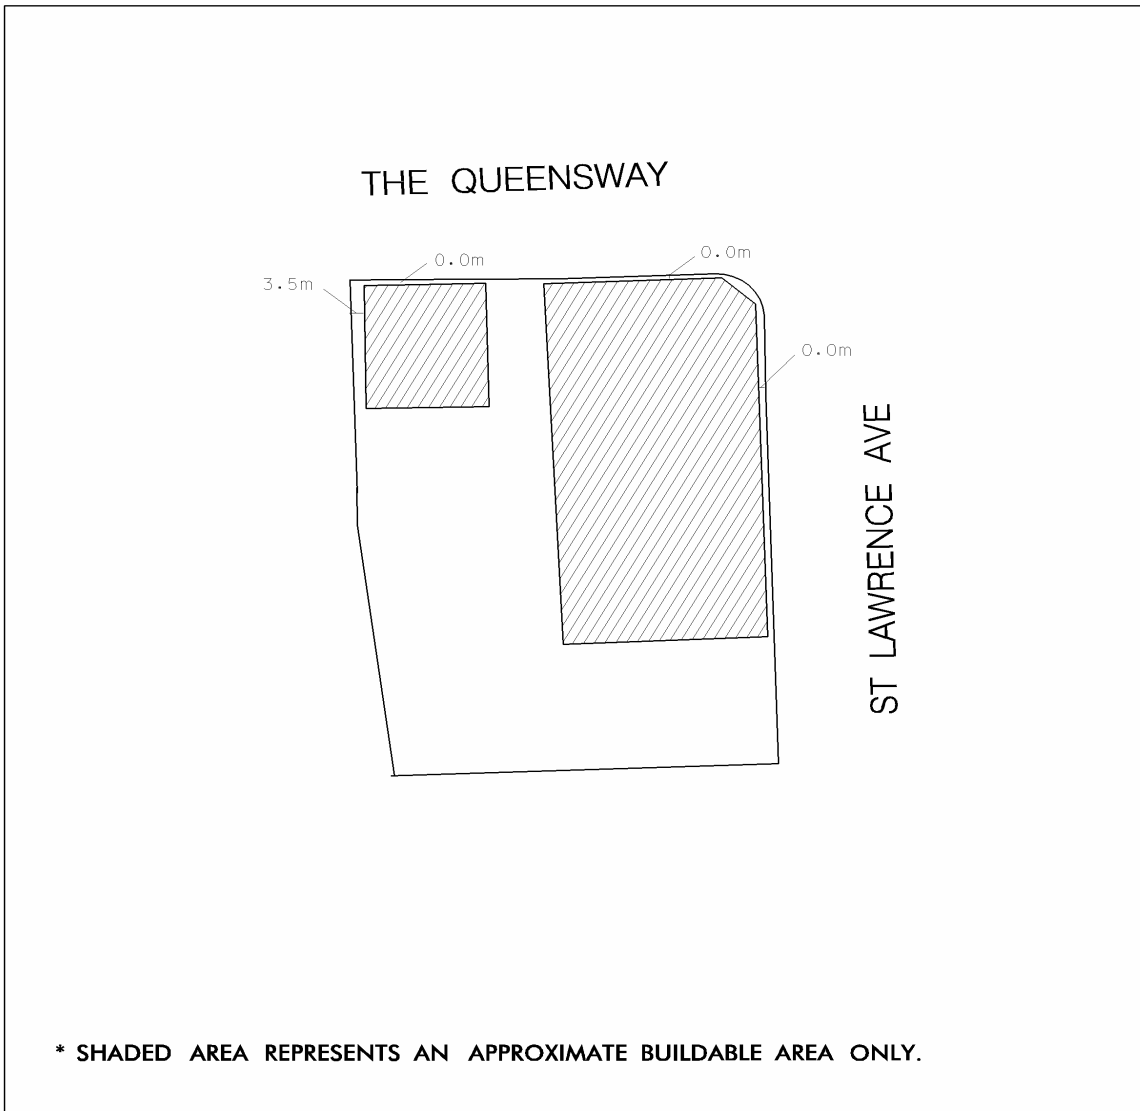 THE QUEENSWAY
0.0m
0.0m
3.5m
0.0m
ST LAWRENCE AVE
* SHADED AREA REPRESENTS AN APPROXIMATE BUILDABLE AREA ONLY.